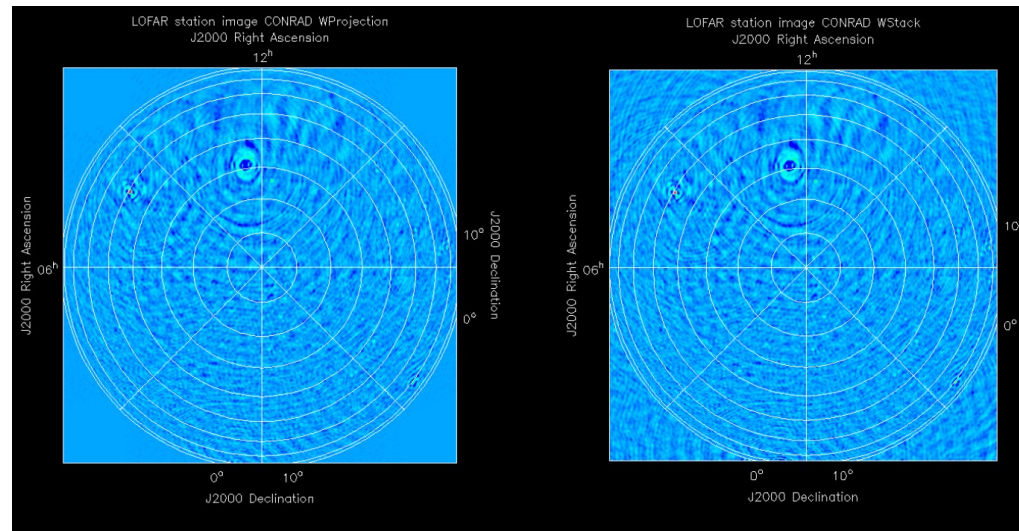 LOFAR station image CONRAD WProjection
J2000 Right Ascension
12ʰ
J2000 Right Ascension
06ʰ
10°
0°
J2000 Declination
0°
10°
J2000 Declination
LOFAR station image CONRAD WStack
J2000 Right Ascension
12ʰ
J2000 Right Ascension
06ʰ
10
0°
0°
10°
J2000 Declination